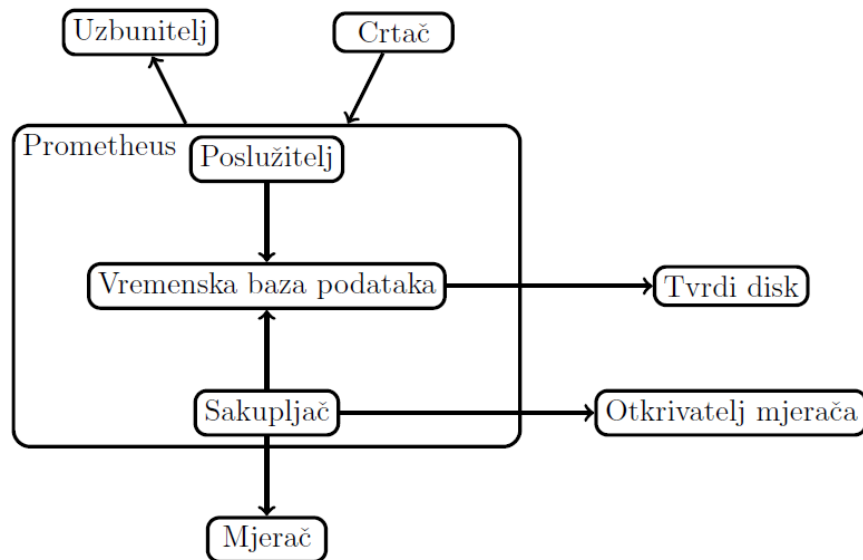 Uzbunitelj
Crtač
Prometheus
Poslužitelj
Vremenska baza podataka
Tvrdi disk
Sakupljač
Otkrivatelj mjerača
Mjerač